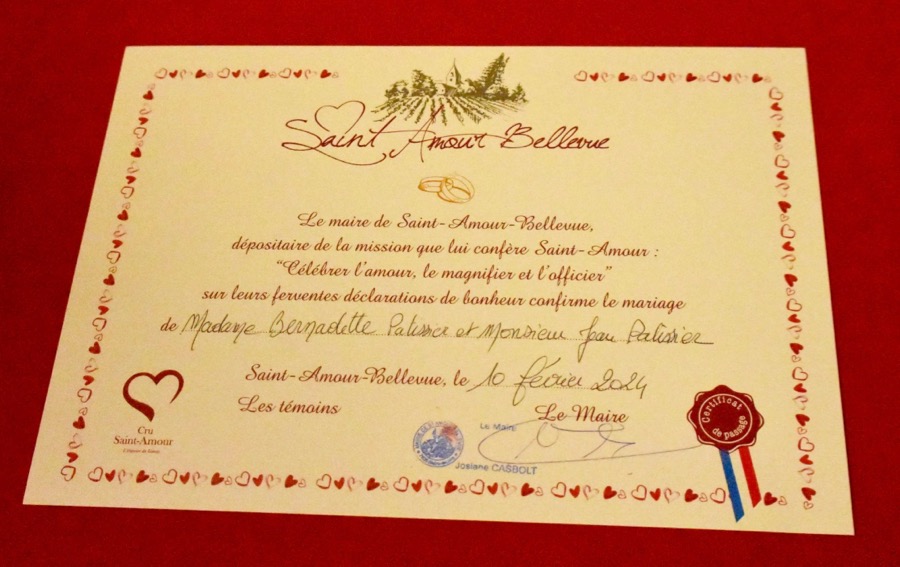 Saint Amour Bellevue
Le maire de Saint-Amour-Bellevue,
dépositaire de la mission que lui confère Saint-Amour :
“Célébrer l'amour, le magnifier et l'officier”
sur leurs ferventes déclarations de bonheur confirme le mariage
de Madame Bernadette Patissier et Monsieur Jean Patissier
Saint-Amour-Bellevue, le 10 février 2024
Les témoins
Le Maire
Cru
Saint-Amour
Le Maire
Josiane CASBOLT
Certificat
de passage